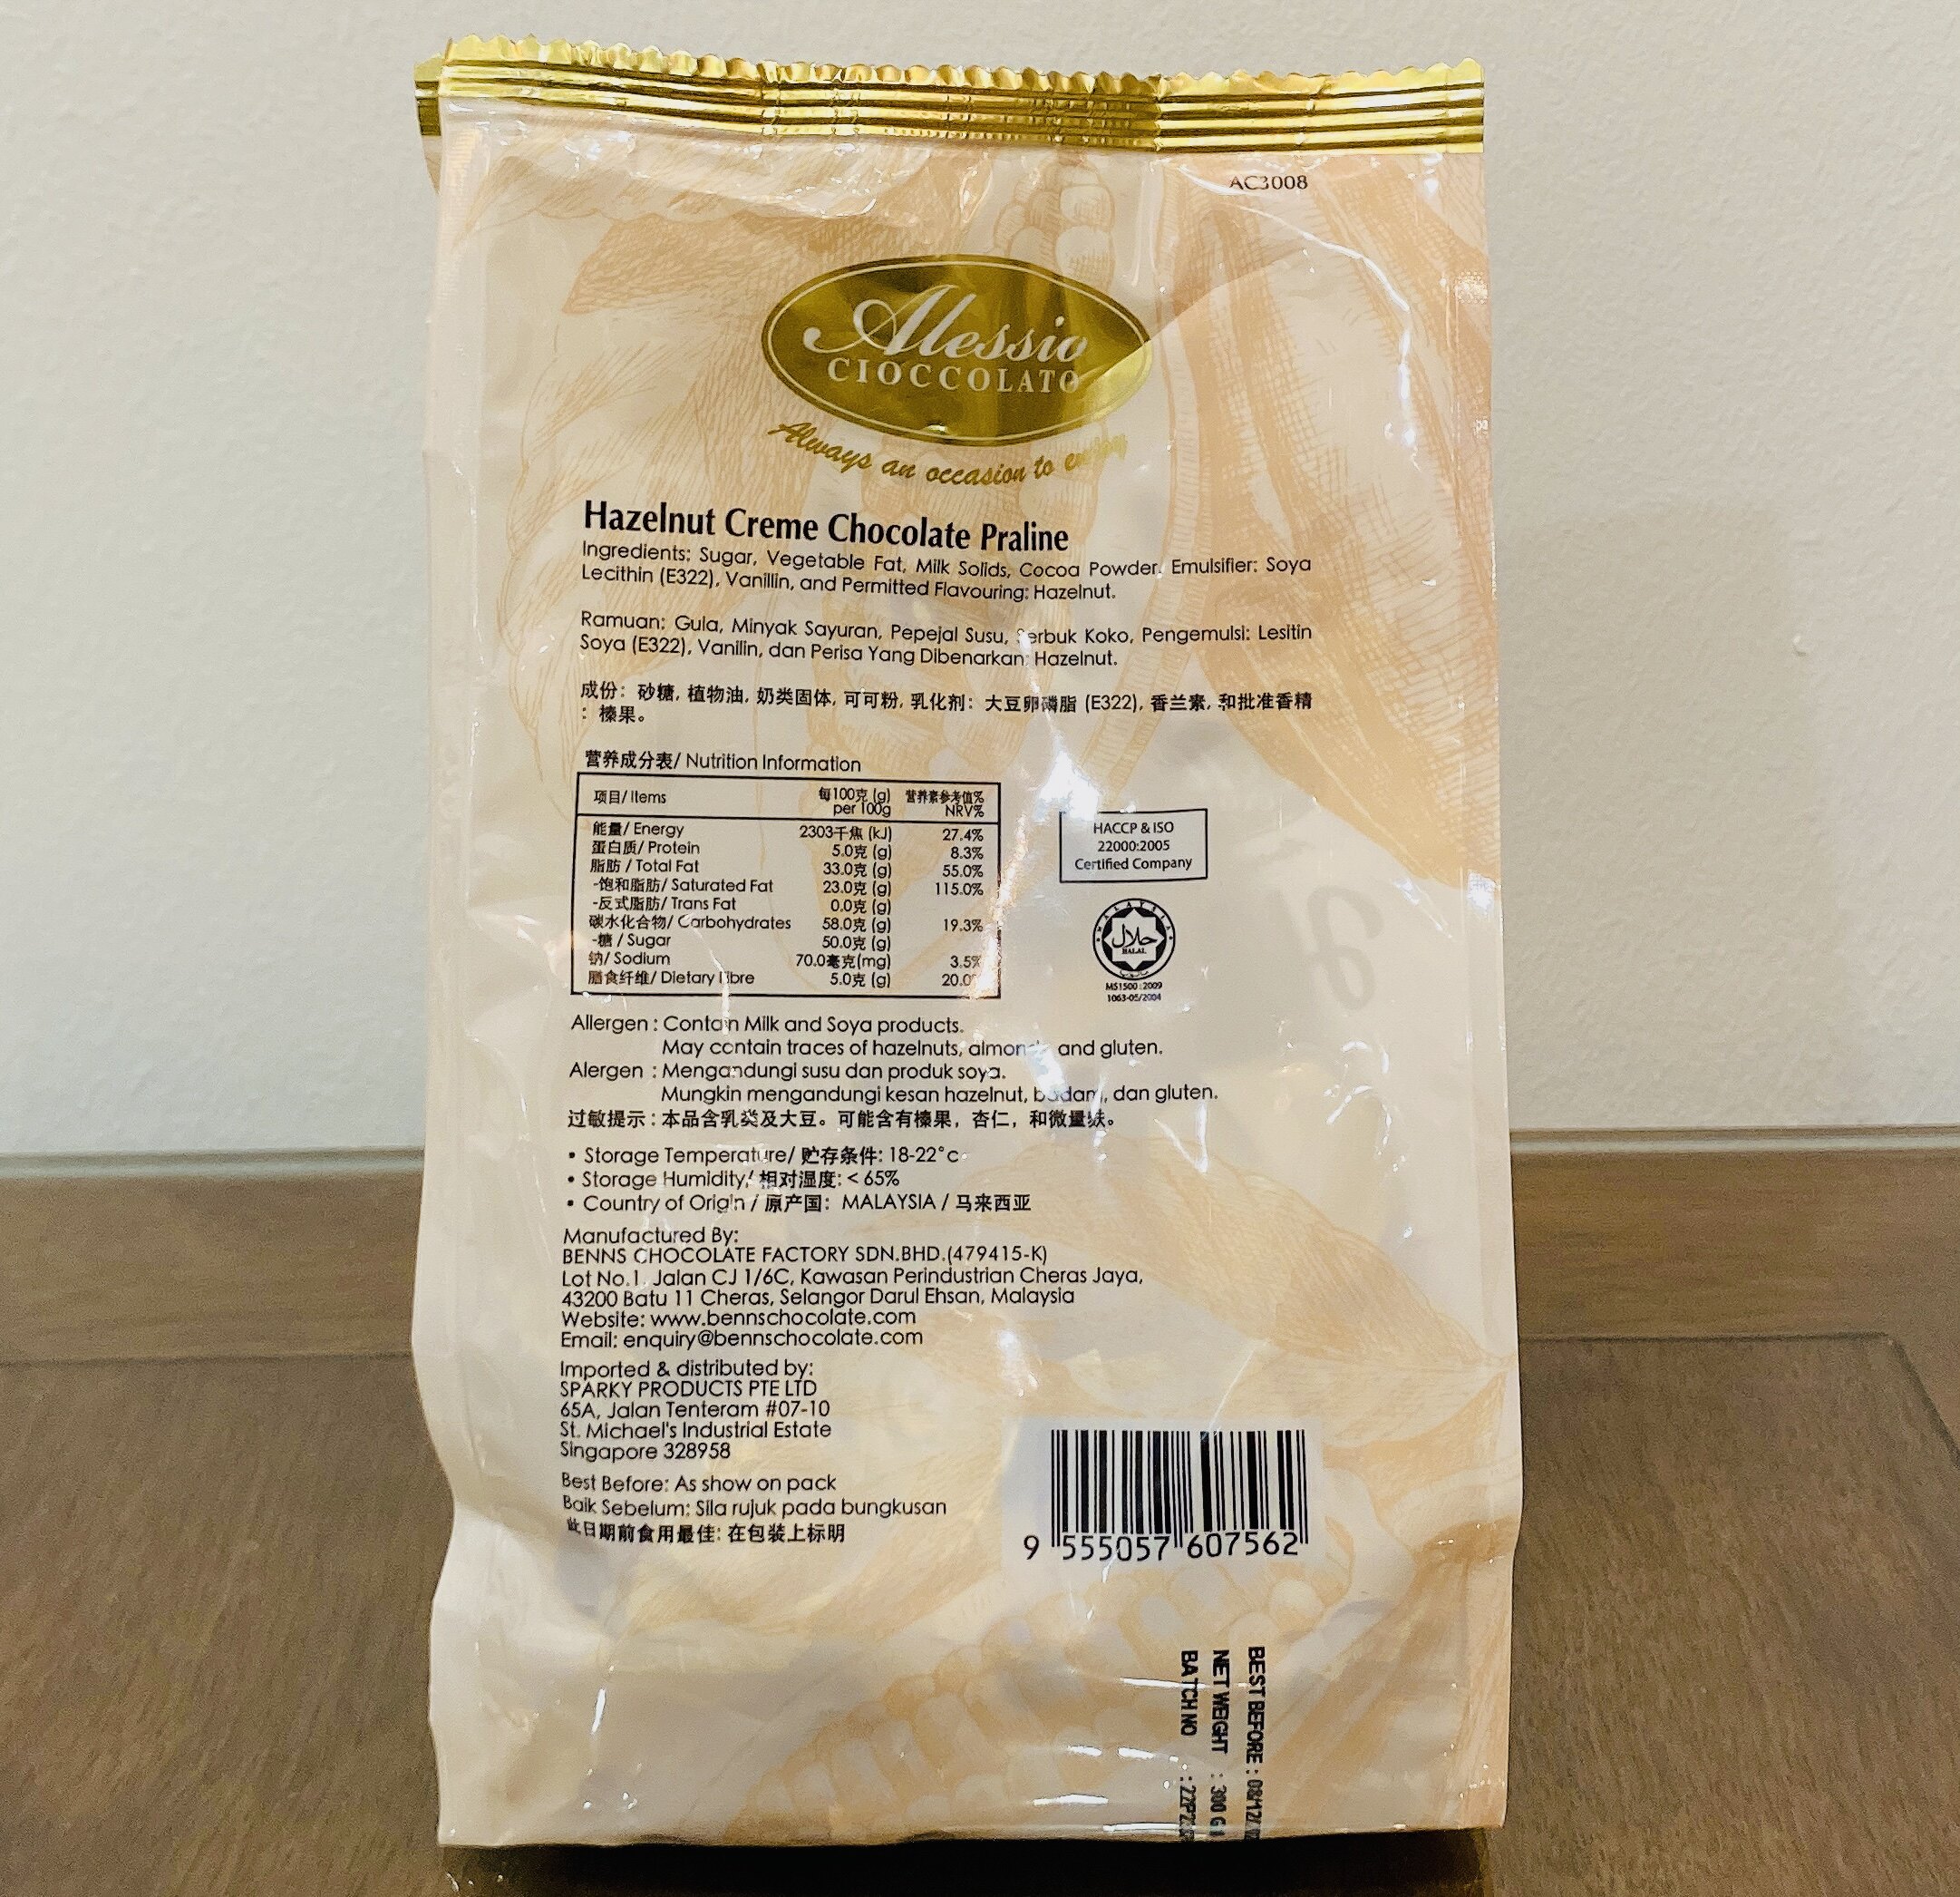 AC3008
Alessio
CIOCCOLATO
Always an occasion to enjoy
Hazelnut Creme Chocolate Praline
Ingredients: Sugar, Vegetable Fat, Milk Solids, Cocoa Powder. Emulsifier: Soya
Lecithin (E322), Vanillin, and Permitted Flavouring: Hazelnut.
Ramuan: Gula, Minyak Sayuran, Pepejal Susu, Serbuk Koko, Pengemulsi: Lesitin
Soya (E322), Vanilin, dan Perisa Yang Dibenarkan: Hazelnut.
成份: 砂糖, 植物油, 奶类固体, 可可粉, 乳化剂: 大豆卵磷脂 (E322), 香兰素, 和批准香精
: 榛果。
营养成分表/ Nutrition Information
项目/ Items 每100克 (g) 营养素参考值%
per 100g NRV%
能量/ Energy 2303千焦 (kJ) 27.4%
蛋白质/ Protein 5.0克 (g) 8.3%
脂肪 / Total Fat 33.0克 (g) 55.0%
-饱和脂肪/ Saturated Fat 23.0克 (g) 115.0%
-反式脂肪/ Trans Fat 0.0克 (g)
碳水化合物/ Carbohydrates 58.0克 (g) 19.3%
-糖 / Sugar 50.0克 (g)
钠/ Sodium 70.0毫克(mg) 3.5%
膳食纤维/ Dietary Fibre 5.0克 (g) 20.0%
HACCP & ISO
22000:2005
Certified Company
MALAYSIA
حلال
HALAL
MS1500:2009
1063-05/2004
Allergen : Contain Milk and Soya products.
May contain traces of hazelnuts, almonds and gluten.
Alergen : Mengandungi susu dan produk soya.
Mungkin mengandungi kesan hazelnut, badam, dan gluten.
过敏提示 : 本品含乳类及大豆。可能含有榛果, 杏仁, 和微量麸。
• Storage Temperature/ 贮存条件: 18-22°c
• Storage Humidity/ 相对湿度: < 65%
• Country of Origin / 原产国: MALAYSIA / 马来西亚
Manufactured By:
BENNS CHOCOLATE FACTORY SDN.BHD.(479415-K)
Lot No.1, Jalan CJ 1/6C, Kawasan Perindustrian Cheras Jaya,
43200 Batu 11 Cheras, Selangor Darul Ehsan, Malaysia
Website: www.bennschocolate.com
Email: enquiry@bennschocolate.com
Imported & distributed by:
SPARKY PRODUCTS PTE LTD
65A, Jalan Tenteram #07-10
St. Michael's Industrial Estate
Singapore 328958
Best Before: As show on pack
Baik Sebelum: Sila rujuk pada bungkusan
此日期前食用最佳: 在包装上标明
9 555057 607562
BEST BEFORE :
NET WEIGHT : 300 G
BATCH NO :